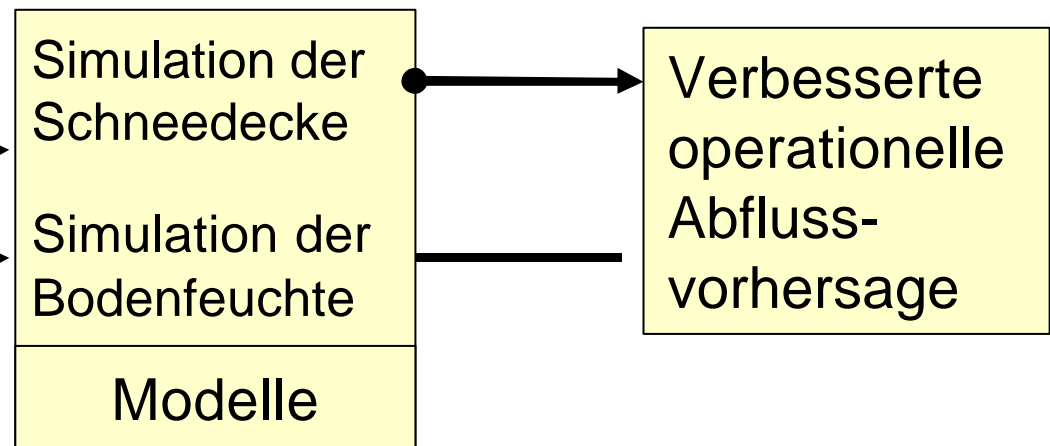 Simulation der
Schneedecke
Simulation der
Bodenfeuchte
Modelle
Verbesserte
operationelle
Abfluss-
vorhersage